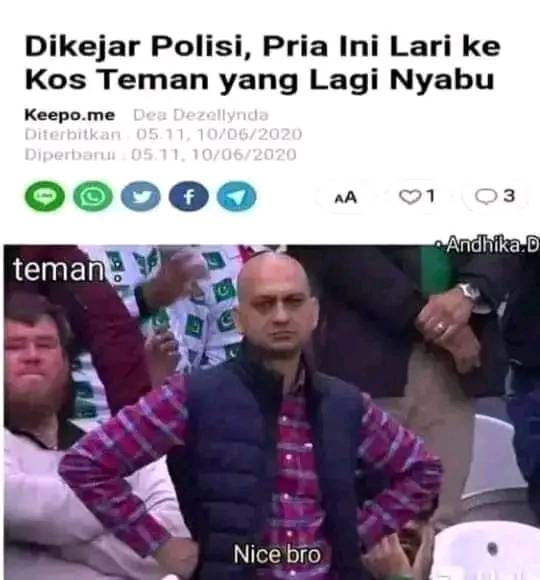 Dikejar Polisi, Pria Ini Lari ke
Kos Teman yang Lagi Nyabu
Keepo.me Dea Dezellynda
Diterbitkan : 05.11, 10/06/2020
Diperbarui : 05.11, 10/06/2020
LINE
AA 1 3
• Andhika.D
teman :
Nice bro